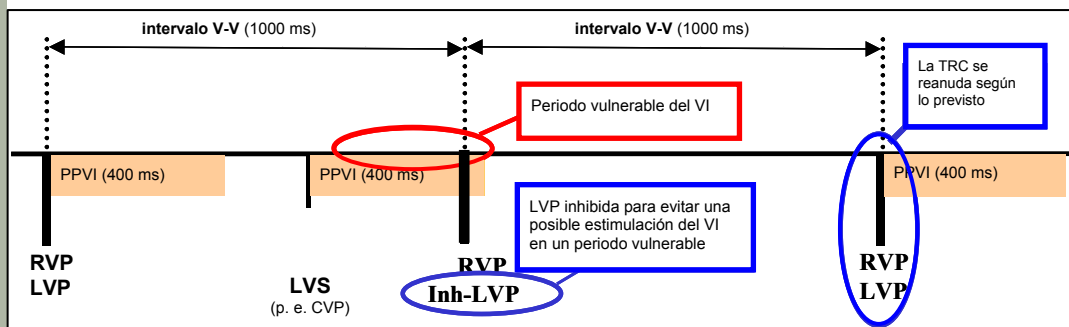 intervalo V-V (1000 ms)
intervalo V-V (1000 ms)
La TRC se
reanuda según
lo previsto
Periodo vulnerable del VI
PPVI (400 ms)
PPVI (400 ms)
PPVI (400 ms)
LVP inhibida para evitar una
posible estimulación del VI
en un periodo vulnerable
RVP
LVP
LVS
(p. e. CVP)
RVP
Inh-LVP
RVP
LVP